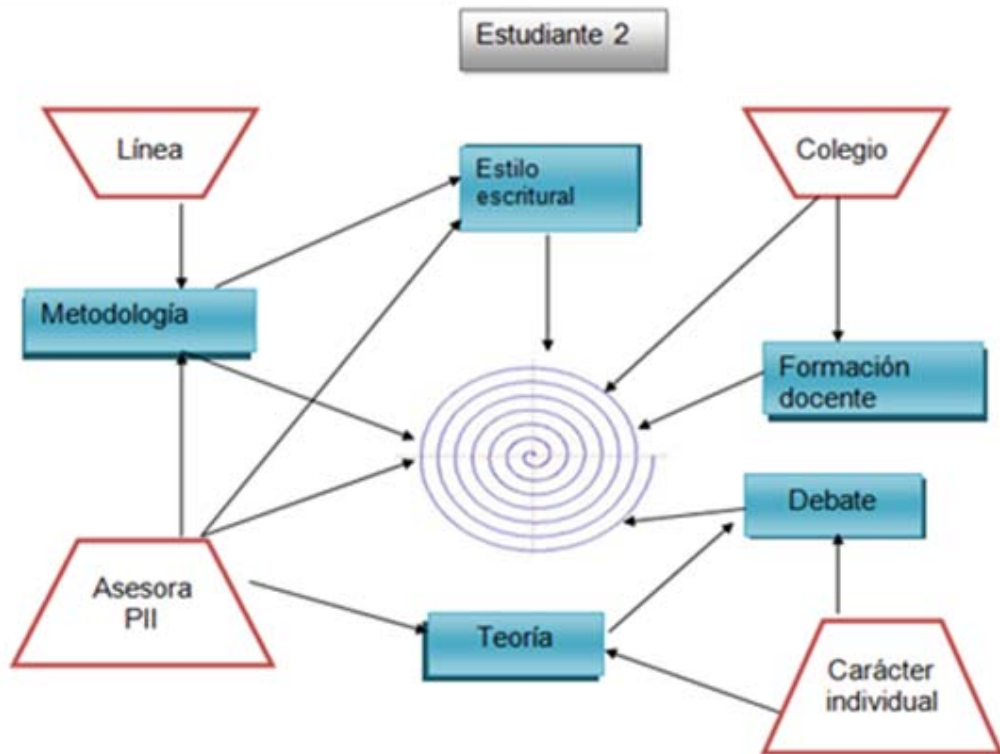 Estudiante 2
Línea
Colegio
Estilo
escritural
Metodología
Formación
docente
Debate
Asesora
PII
Teoría
Carácter
individual